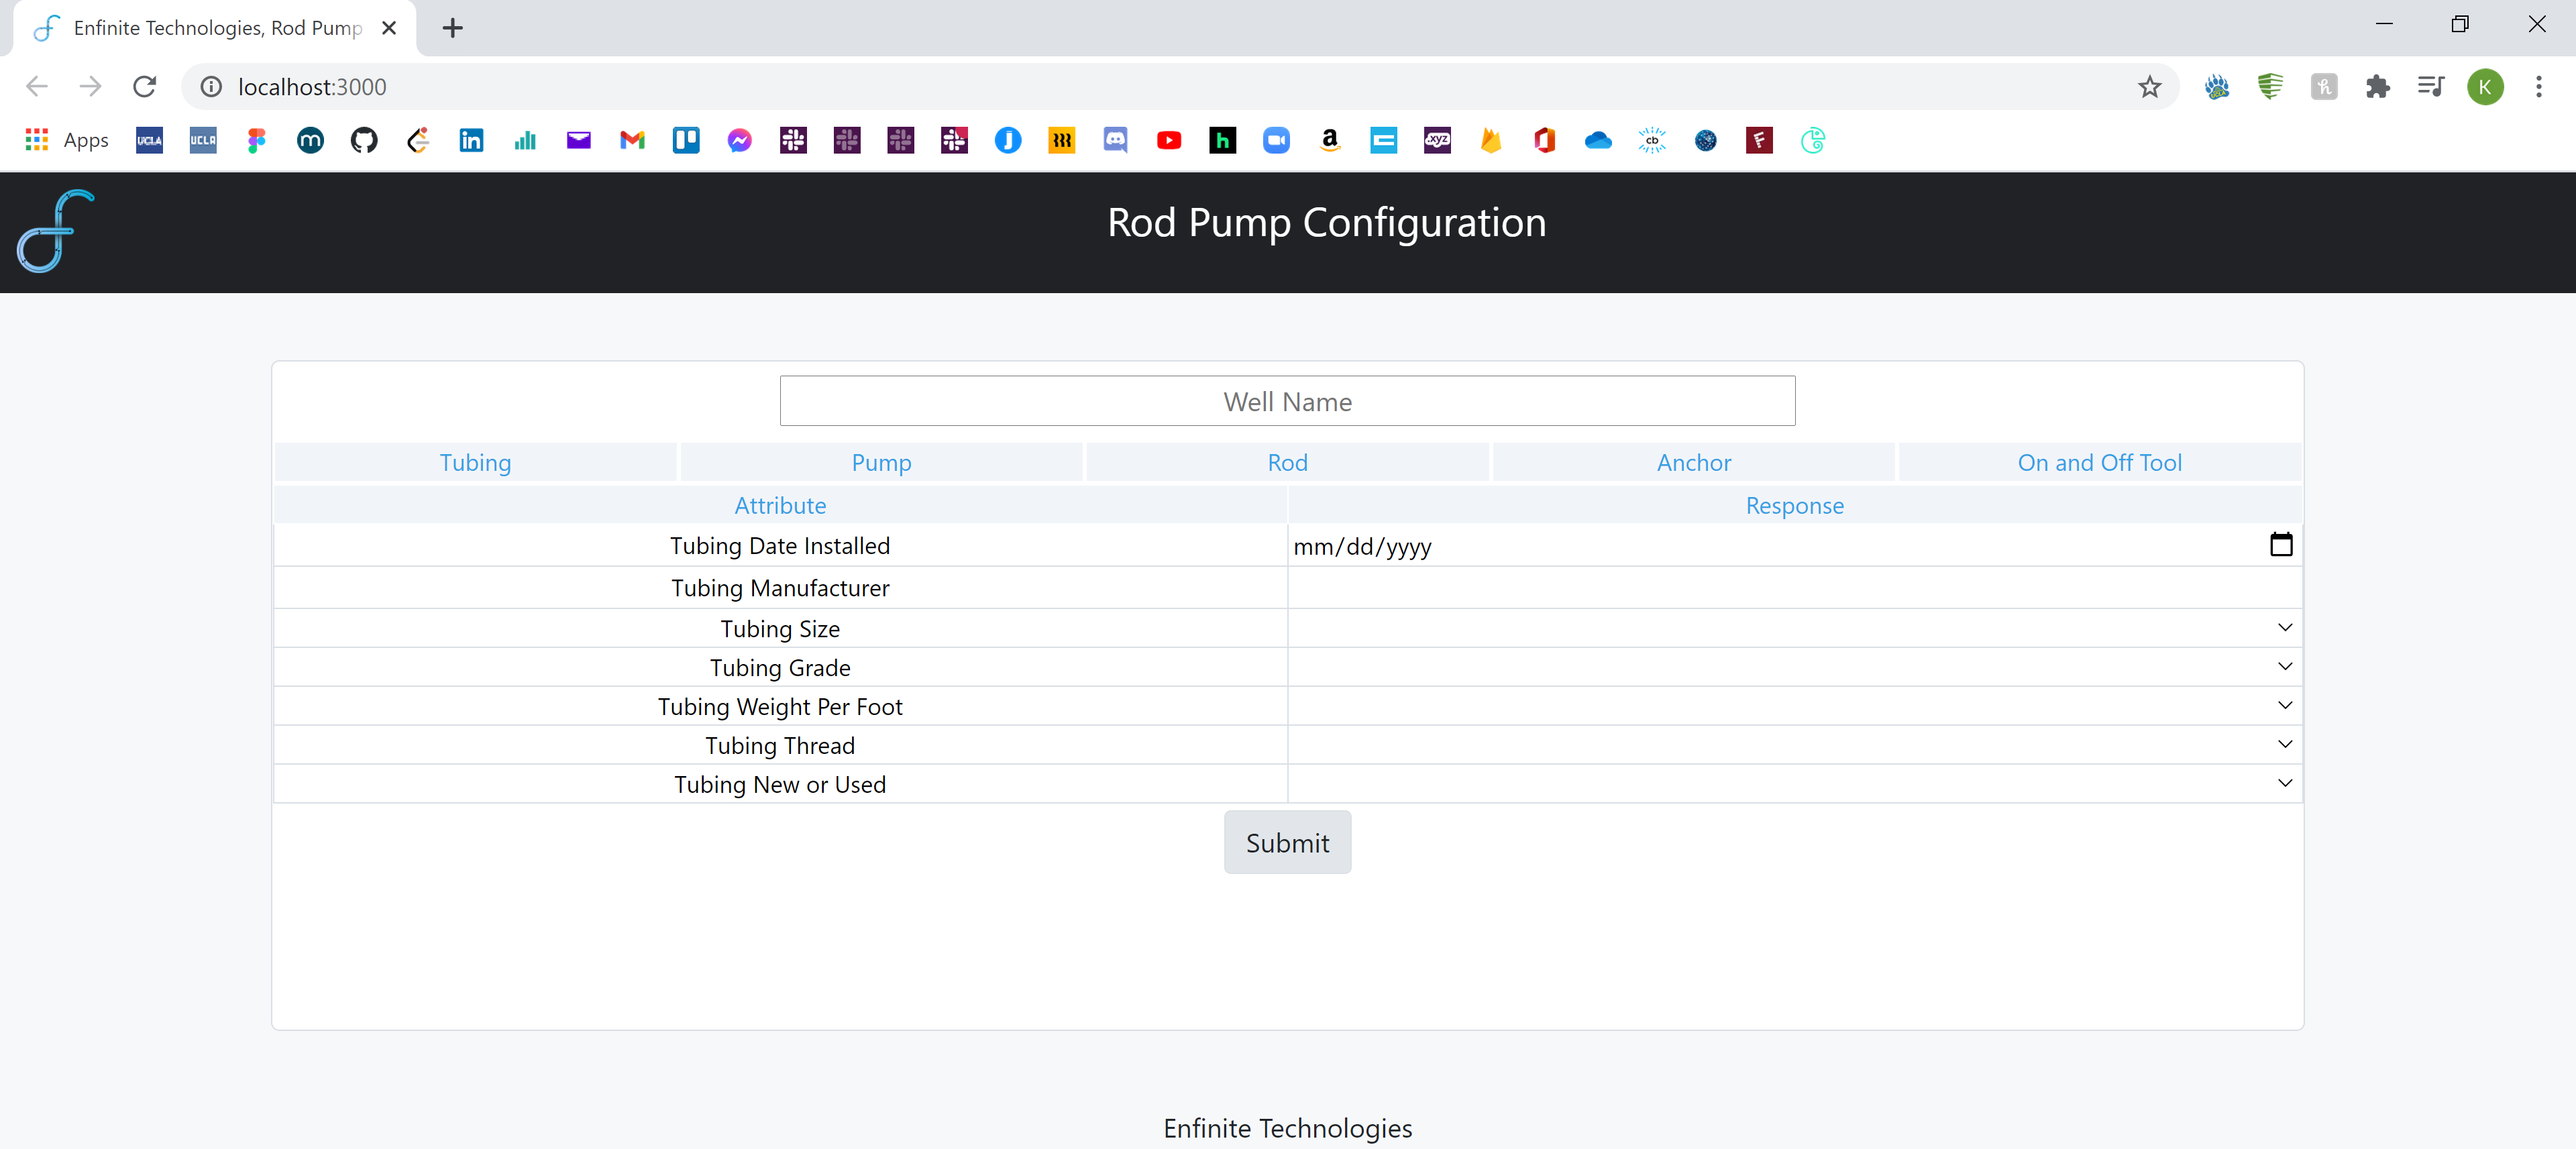 Enfinite Technologies, Rod Pump
localhost:3000
K
Apps
UCLA
UCLA
cb
.xyz
Rod Pump Configuration
Well Name
Tubing Pump Rod Anchor On and Off Tool
Attribute Response
Tubing Date Installed mm/dd/yyyy
Tubing Manufacturer
Tubing Size
Tubing Grade
Tubing Weight Per Foot
Tubing Thread
Tubing New or Used
Submit
Enfinite Technologies